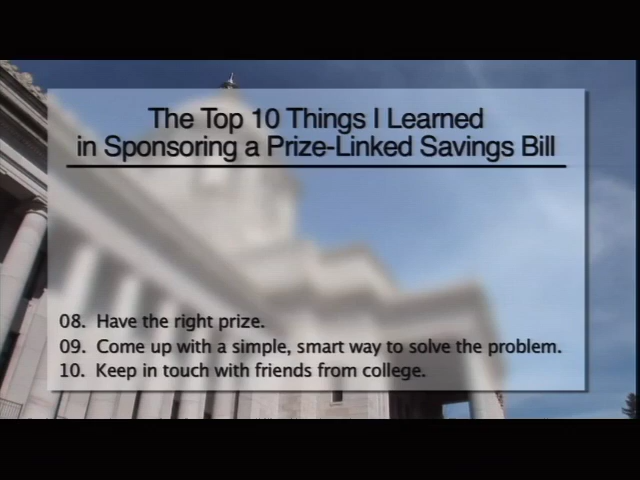 The Top 10 Things I Learned
in Sponsoring a Prize-Linked Savings Bill
08. Have the right prize.
09. Come up with a simple, smart way to solve the problem.
10. Keep in touch with friends from college.